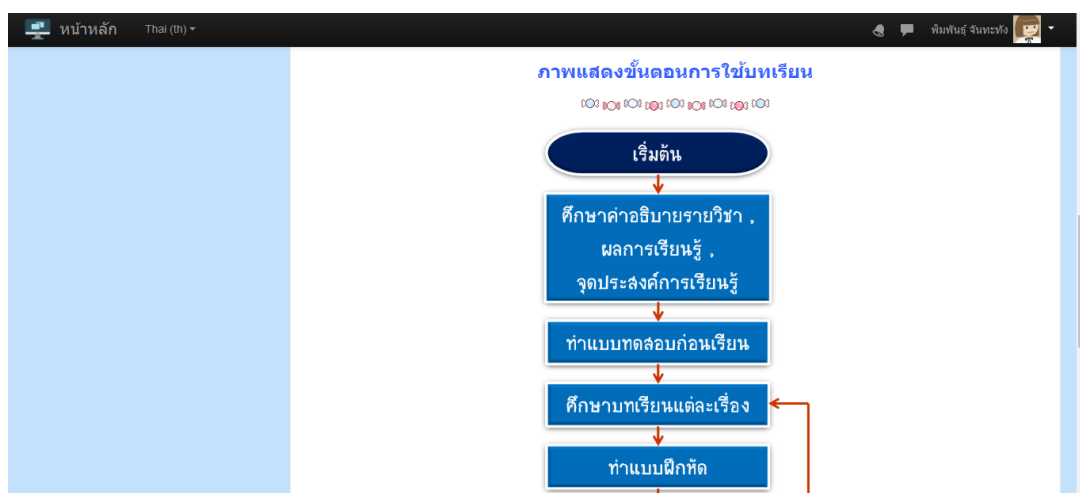 หน้าหลัก Thai (th) พิมพันธุ์ จันทะทัง
ภาพแสดงขั้นตอนการใช้บทเรียน
เริ่มต้น
ศึกษาคำอธิบายรายวิชา ,
ผลการเรียนรู้ ,
จุดประสงค์การเรียนรู้
ทำแบบทดสอบก่อนเรียน
ศึกษาบทเรียนแต่ละเรื่อง
ทำแบบฝึกหัด